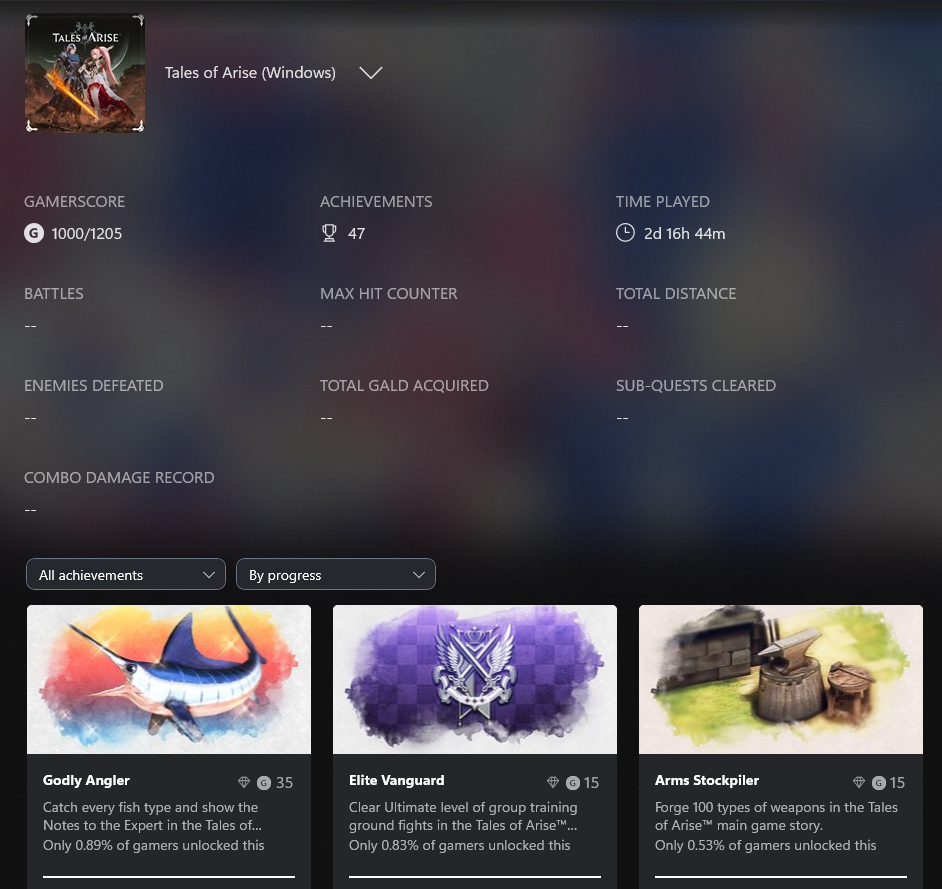 TALES OF ARISE
Tales of Arise (Windows)
GAMERSCORE
G 1000/1205
ACHIEVEMENTS
47
TIME PLAYED
2d 16h 44m
BATTLES
--
MAX HIT COUNTER
--
TOTAL DISTANCE
--
ENEMIES DEFEATED
--
TOTAL GALD ACQUIRED
--
SUB-QUESTS CLEARED
--
COMBO DAMAGE RECORD
--
All achievements
By progress
Godly Angler
G 35
Catch every fish type and show the
Notes to the Expert in the Tales of...
Only 0.89% of gamers unlocked this
Elite Vanguard
G 15
Clear Ultimate level of group training
ground fights in the Tales of Arise™...
Only 0.83% of gamers unlocked this
Arms Stockpiler
G 15
Forge 100 types of weapons in the Tales
of Arise™ main game story.
Only 0.53% of gamers unlocked this